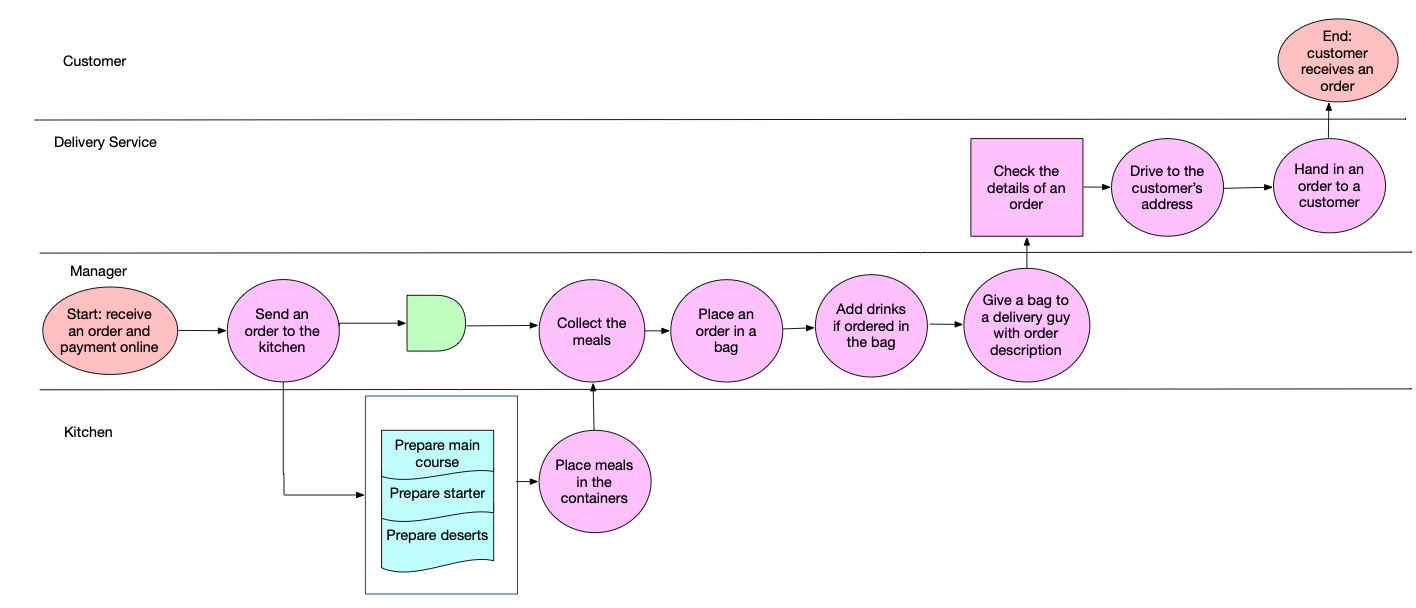 Customer
End:
customer
receives an
order
Delivery Service
Check the
details of an
order
Drive to the
customer's
address
Hand in an
order to a
customer
Manager
Start: receive
an order and
payment online
Send an
order to the
kitchen
Collect the
meals
Place an
order in a
bag
Add drinks
if ordered in
the bag
Give a bag to
a delivery guy
with order
description
Kitchen
Prepare main
course
Prepare starter
Prepare deserts
Place meals
in the
containers